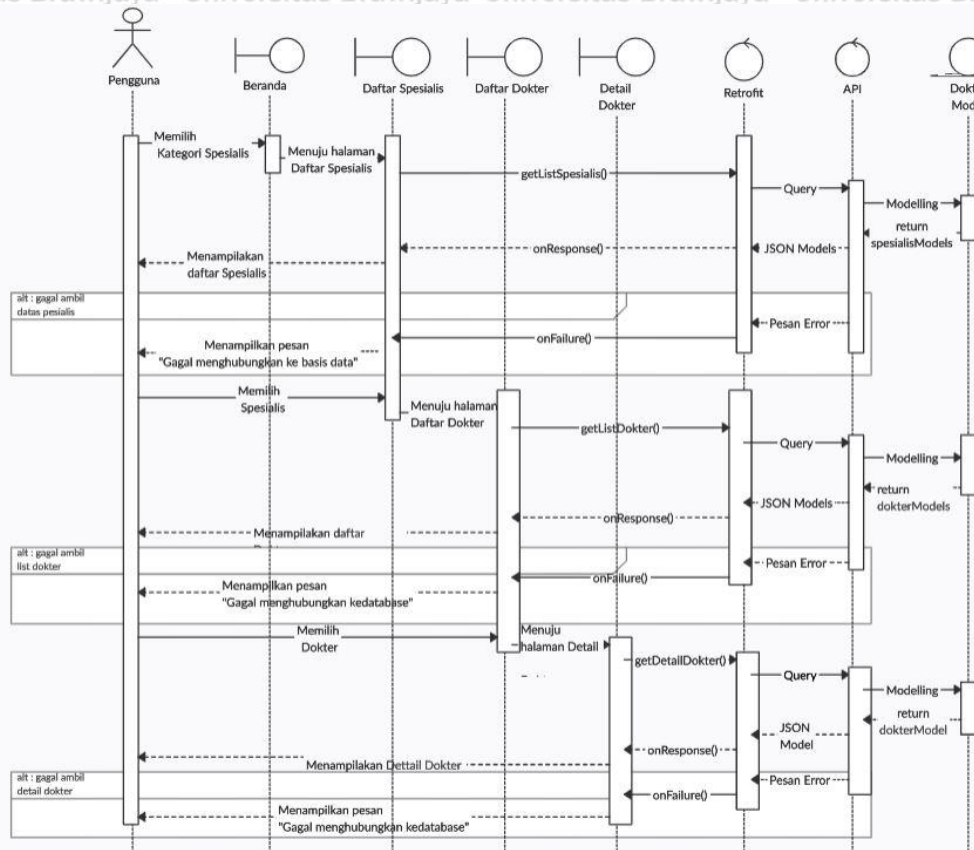 Pengguna
Beranda
Daftar Spesialis
Daftar Dokter
Detail
Dokter
Retrofit
API
Memilih
Kategori Spesialis
Menuju halaman
Daftar Spesialis
getListSpesialis()
Query
Modelling
return
spesialisModels
JSON Models
onResponse()
Menampilakan
daftar Spesialis
alt : gagal ambil
datas pesialis
Pesan Error
onFailure()
Menampilkan pesan
"Gagal menghubungkan ke basis data"
Memilih
Spesialis
Menuju halaman
Daftar Dokter
getListDokter()
Query
Modelling
return
dokterModels
JSON Models
onResponse()
Menampilakan daftar
alt : gagal ambil
list dokter
Pesan Error
onFailure()
Menampilkan pesan
"Gagal menghubungkan kedatabase"
Memilih
Dokter
Menuju
halaman Detail
getDetailDokter()
Query
Modelling
return
dokterModel
JSON
Model
onResponse()
Menampilakan Dettail Dokter
alt : gagal ambil
detail dokter
Pesan Error
onFailure()
Menampilkan pesan
"Gagal menghubungkan kedatabase"